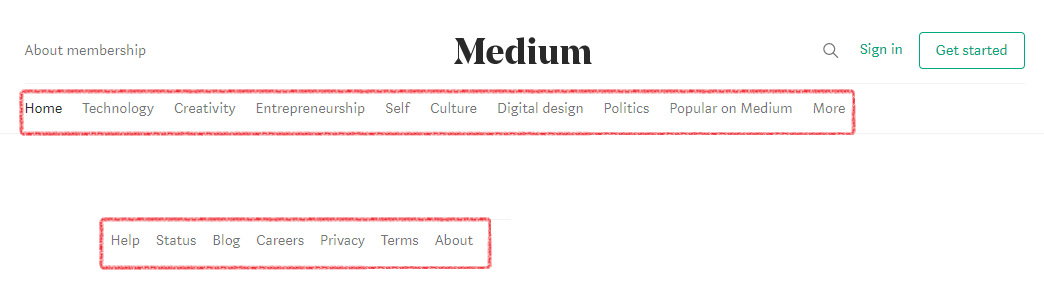 About membership Medium Sign in Get started
Home Technology Creativity Entrepreneurship Self Culture Digital design Politics Popular on Medium More
Help Status Blog Careers Privacy Terms About